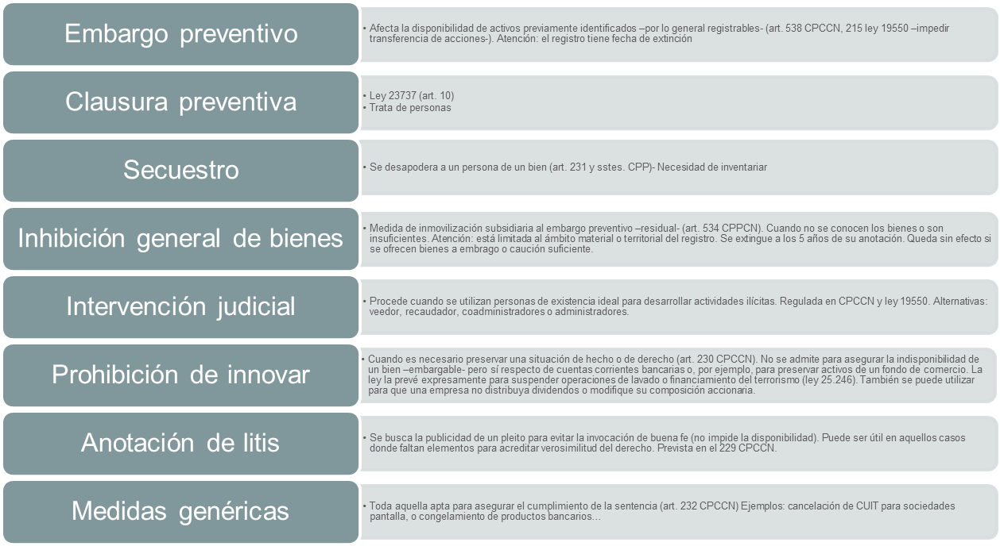 Embargo preventivo
• Afecta la disponibilidad de activos previamente identificados –por lo general registrables- (art. 538 CPCCN, 215 ley 19550 –impedir
transferencia de acciones-). Atención: el registro tiene fecha de extinción
Clausura preventiva
• Ley 23737 (art. 10)
• Trata de personas
Secuestro
• Se desapodera a un persona de un bien (art. 231 y sstes. CPP)- Necesidad de inventariar
Inhibición general de bienes
• Medida de inmovilización subsidiaria al embargo preventivo –residual- (art. 534 CPPCN). Cuando no se conocen los bienes o son
insuficientes. Atención: está limitada al ámbito material o territorial del registro. Se extingue a los 5 años de su anotación. Queda sin efecto si
se ofrecen bienes a embrago o caución suficiente.
Intervención judicial
• Procede cuando se utilizan personas de existencia ideal para desarrollar actividades ilícitas. Regulada en CPCCN y ley 19550. Alternativas:
veedor, recaudador, coadministradores o administradores.
Prohibición de innovar
• Cuando es necesario preservar una situación de hecho o de derecho (art. 230 CPCCN). No se admite para asegurar la indisponibilidad de
un bien –embargable- pero sí respecto de cuentas corrientes bancarias o, por ejemplo, para preservar activos de un fondo de comercio. La
ley la prevé expresamente para suspender operaciones de lavado o financiamiento del terrorismo (ley 25.246). También se puede utilizar
para que una empresa no distribuya dividendos o modifique su composición accionaria.
Anotación de litis
• Se busca la publicidad de un pleito para evitar la invocación de buena fe (no impide la disponibilidad). Puede ser útil en aquellos casos
donde faltan elementos para acreditar verosimilitud del derecho. Prevista en el 229 CPCCN.
Medidas genéricas
• Toda aquella apta para asegurar el cumplimiento de la sentencia (art. 232 CPCCN) Ejemplos: cancelación de CUIT para sociedades
pantalla, o congelamiento de productos bancarios…